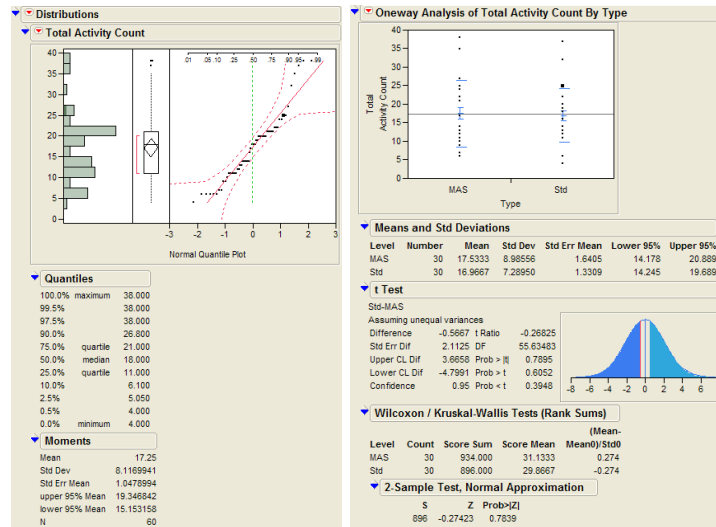 Distributions
Total Activity Count
.01 .05 .10 .25 .50 .75 .90 .95 .99
40
35
30
25
20
15
10
5
0
-3 -2 -1 0 1 2 3
Normal Quantile Plot
Quantiles
100.0% maximum 38.000
99.5% 38.000
97.5% 38.000
90.0% 26.800
75.0% quartile 21.000
50.0% median 18.000
25.0% quartile 11.000
10.0% 6.100
2.5% 5.050
0.5% 4.000
0.0% minimum 4.000
Moments
Mean 17.25
Std Dev 8.1169941
Std Err Mean 1.0478994
upper 95% Mean 19.346842
lower 95% Mean 15.153158
N 60
Oneway Analysis of Total Activity Count By Type
Total
Activity Count
40
35
30
25
20
15
10
5
0
MAS Std
Type
Means and Std Deviations
Level Number Mean Std Dev Std Err Mean Lower 95% Upper 95%
MAS 30 17.5333 8.98556 1.6405 14.178 20.889
Std 30 16.9667 7.28950 1.3309 14.245 19.689
t Test
Std-MAS
Assuming unequal variances
Difference -0.5667 t Ratio -0.26825
Std Err Dif 2.1125 DF 55.63483
Upper CL Dif 3.6658 Prob > |t| 0.7895
Lower CL Dif -4.7991 Prob > t 0.6052
Confidence 0.95 Prob < t 0.3948
-8 -6 -4 -2 0 2 4 6
Wilcoxon / Kruskal-Wallis Tests (Rank Sums)
(Mean-
Level Count Score Sum Score Mean Mean0)/Std0
MAS 30 934.000 31.1333 0.274
Std 30 896.000 29.8667 -0.274
2-Sample Test, Normal Approximation
S Z Prob>|Z|
896 -0.27423 0.7839